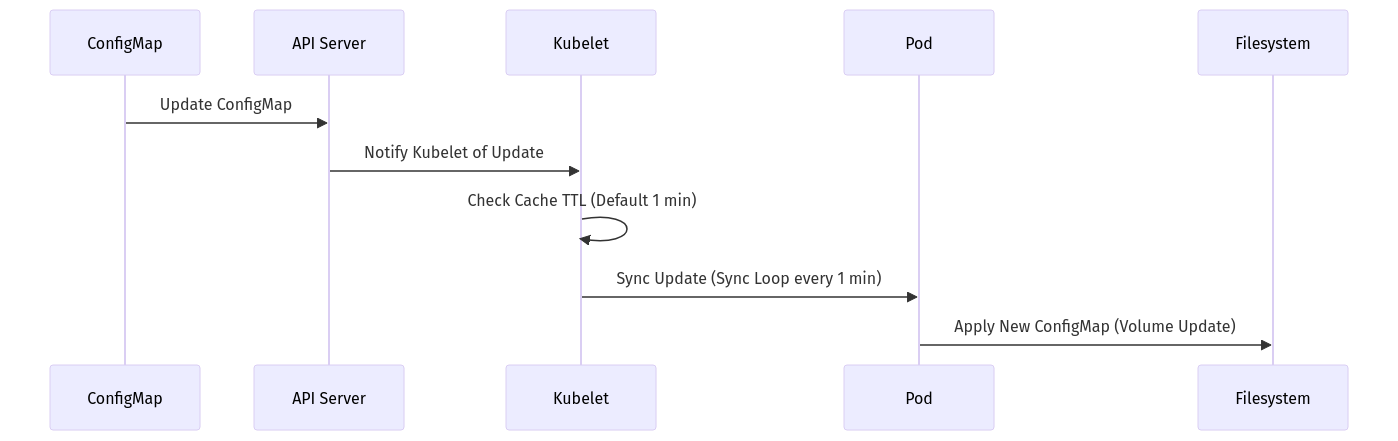 ConfigMap
API Server
Kubelet
Pod
Filesystem
Update ConfigMap
Notify Kubelet of Update
Check Cache TTL (Default 1 min)
Sync Update (Sync Loop every 1 min)
Apply New ConfigMap (Volume Update)
ConfigMap
API Server
Kubelet
Pod
Filesystem